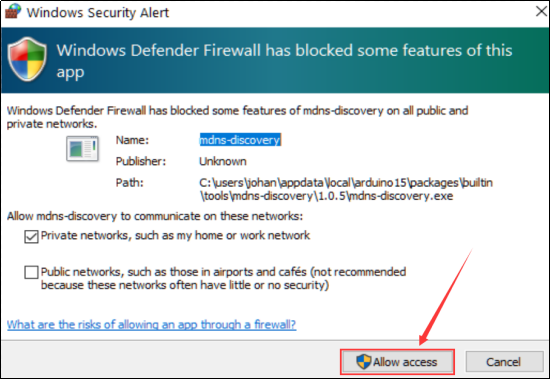 Windows Security Alert
Windows Defender Firewall has blocked some features of this
app
Windows Defender Firewall has blocked some features of mdns-discovery on all public and
private networks.
Name: mdns-discovery
Publisher: Unknown
Path: C:\users\johan\appdata\local\arduino15\packages\builtin
\tools\mdns-discovery\1.0.5\mdns-discovery.exe
Allow mdns-discovery to communicate on these networks:
Private networks, such as my home or work network
Public networks, such as those in airports and cafés (not recommended
because these networks often have little or no security)
What are the risks of allowing an app through a firewall?
Allow access Cancel